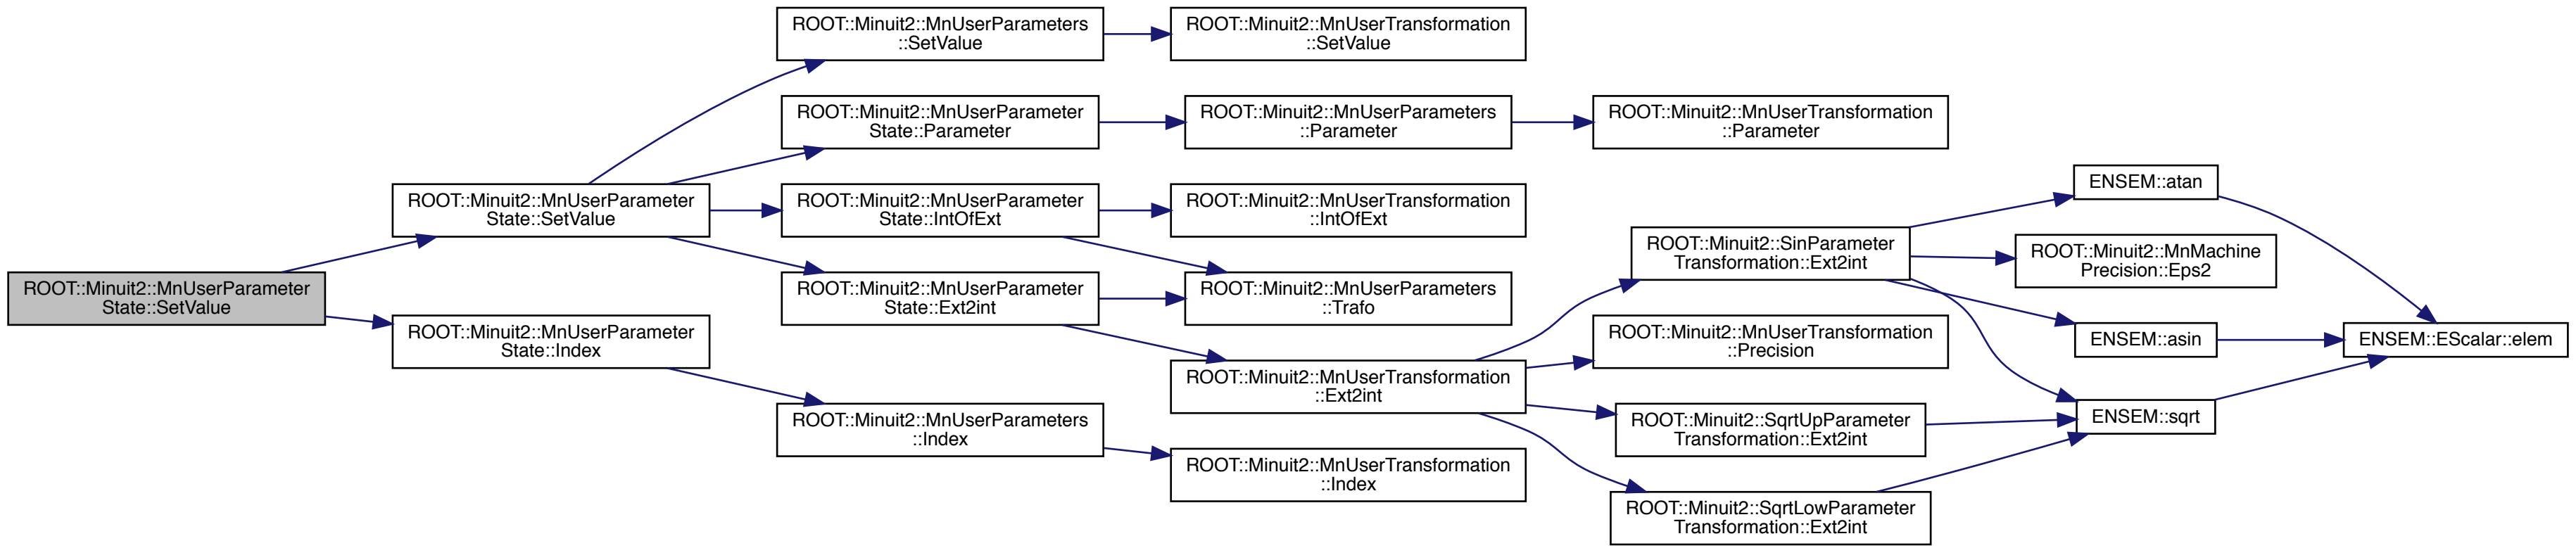 ROOT::Minuit2::MnUserParameter
State::SetValue
ROOT::Minuit2::MnUserParameter
State::SetValue
ROOT::Minuit2::MnUserParameter
State::Index
ROOT::Minuit2::MnUserParameters
::SetValue
ROOT::Minuit2::MnUserParameter
State::Parameter
ROOT::Minuit2::MnUserParameter
State::IntOfExt
ROOT::Minuit2::MnUserParameter
State::Ext2int
ROOT::Minuit2::MnUserParameters
::Index
ROOT::Minuit2::MnUserTransformation
::SetValue
ROOT::Minuit2::MnUserParameters
::Parameter
ROOT::Minuit2::MnUserTransformation
::IntOfExt
ROOT::Minuit2::MnUserParameters
::Trafo
ROOT::Minuit2::MnUserTransformation
::Ext2int
ROOT::Minuit2::MnUserTransformation
::Index
ROOT::Minuit2::MnUserTransformation
::Parameter
ROOT::Minuit2::SinParameter
Transformation::Ext2int
ROOT::Minuit2::MnUserTransformation
::Precision
ROOT::Minuit2::SqrtUpParameter
Transformation::Ext2int
ROOT::Minuit2::SqrtLowParameter
Transformation::Ext2int
ENSEM::atan
ROOT::Minuit2::MnMachine
Precision::Eps2
ENSEM::asin
ENSEM::sqrt
ENSEM::EScalar::elem